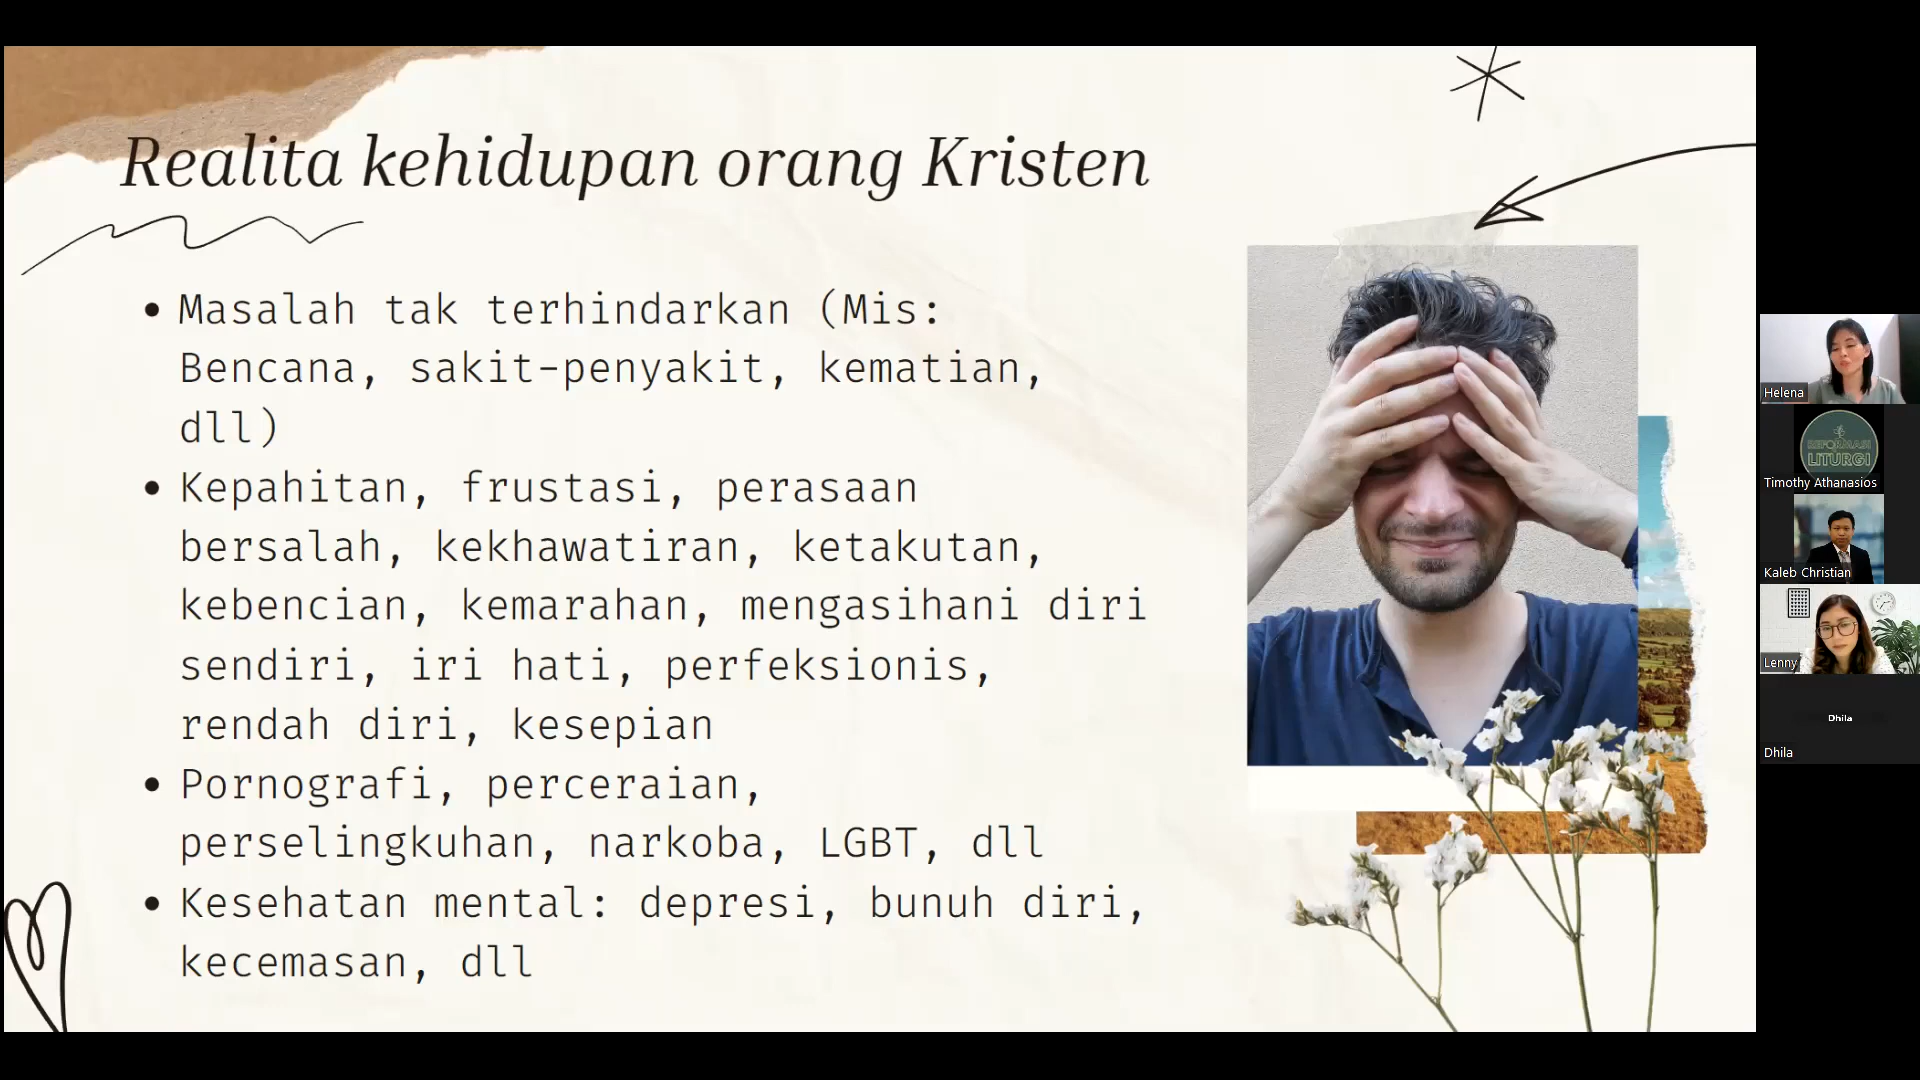 Realita kehidupan orang Kristen
• Masalah tak terhindarkan (Mis:
Bencana, sakit-penyakit, kematian,
dll)
• Kepahitan, frustasi, perasaan
bersalah, kekhawatiran, ketakutan,
kebencian, kemarahan, mengasihani diri
sendiri, iri hati, perfeksionis,
rendah diri, kesepian
• Pornografi, perceraian,
perselingkuhan, narkoba, LGBT, dll
• Kesehatan mental: depresi, bunuh diri,
kecemasan, dll
Helena
REFORMASI
LITURGI
Timothy Athanasios
Kaleb Christian
Lenny
Dhila
Dhila